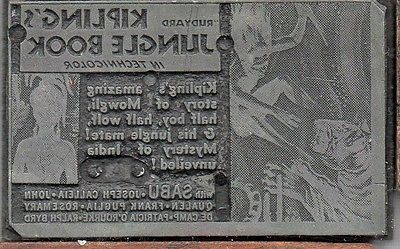 RUDYARD KIPLING's
JUNGLE BOOK
IN TECHNICOLOR
Kipling's amazing
story of Mowgli,
half boy, half wolf,
& his jungle mate!
Mystery of India
unveiled!
with SABU • JOSEPH CALLEIA • JOHN
QUALEN • FRANK PUGLIA • ROSEMARY
DE CAMP • PATRICIA O'ROURKE • RALPH BYRD